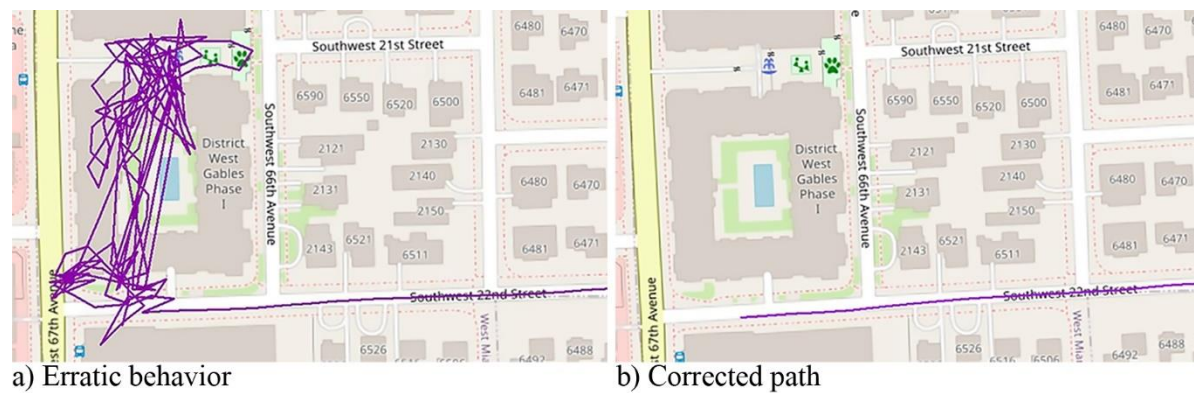 6480
6470
Southwest 21st Street
6590
6550
6520
6500
6481
6471
Southwest 66th Avenue
District
West
Gables
Phase
I
2121
2130
2140
2131
2150
6480
6470
2143
6521
6511
6481
6471
Southwest 22nd Street
West 67th Avenue
6526
6492
6488
a) Erratic behavior
6480
6470
Southwest 21st Street
6590
6550
6520
6500
6481
6471
Southwest 66th Avenue
District
West
Gables
Phase
I
2121
2130
2140
2131
2150
6480
6470
2143
6521
6511
6481
6471
Southwest 22nd Street
West 67th Avenue
6526
6516
6506
6492
6488
b) Corrected path